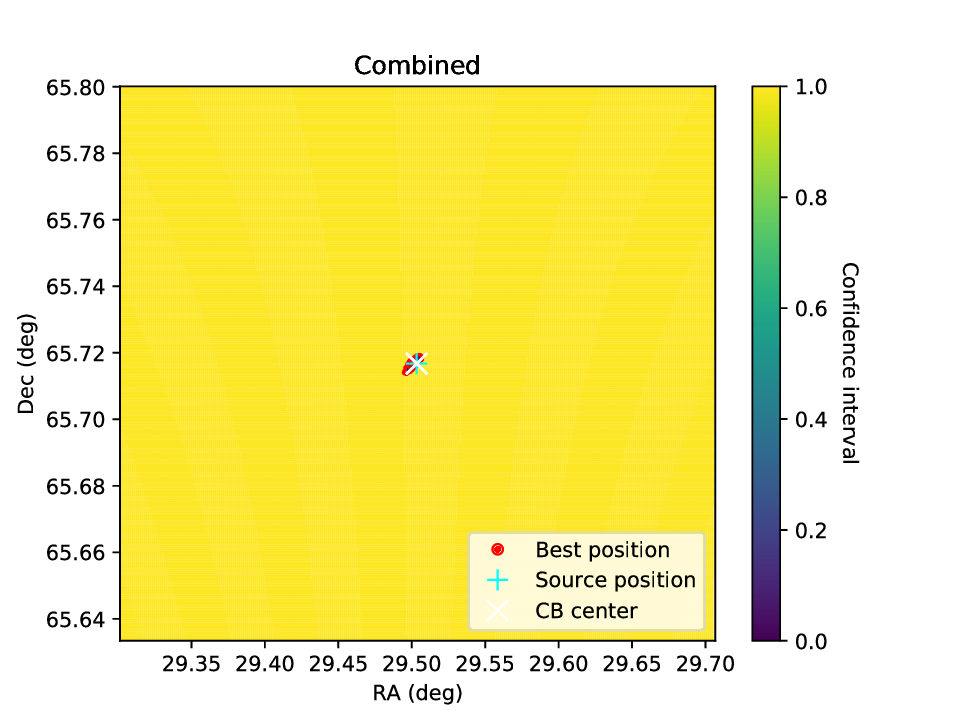 Combined
65.80
65.78
65.76
65.74
65.72
65.70
65.68
65.66
65.64
Dec (deg)
29.35 29.40 29.45 29.50 29.55 29.60 29.65 29.70
RA (deg)
Best position
Source position
CB center
1.0
0.8
0.6
0.4
0.2
0.0
Confidence interval